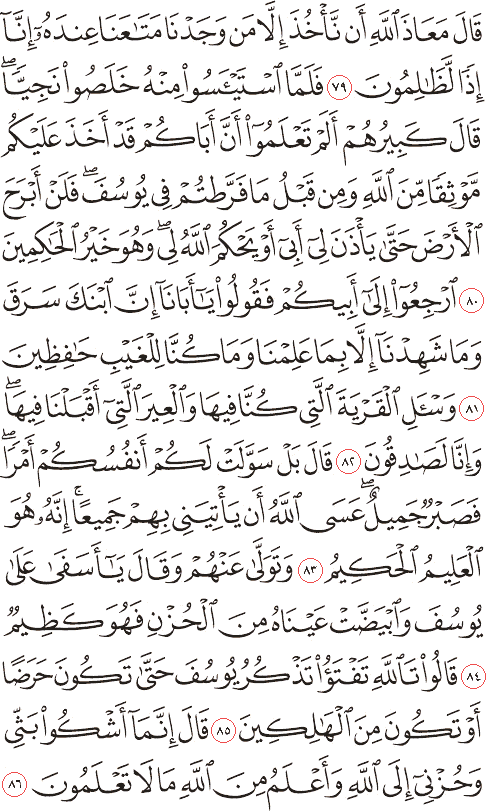 قَالَ مَعَاذَ ٱللَّهِ أَن نَّأۡخُذَ إِلَّا مَن وَجَدۡنَا مَتَٰعَنَا عِندَهُۥٓ إِنَّآ
إِذٗا لَّظَٰلِمُونَ ٧٩ فَلَمَّا ٱسۡتَيۡـَٔسُواْ مِنۡهُ خَلَصُواْ نَجِيّٗاۖ
قَالَ كَبِيرُهُمۡ أَلَمۡ تَعۡلَمُوٓاْ أَنَّ أَبَاكُمۡ قَدۡ أَخَذَ عَلَيۡكُم
مَّوۡثِقٗا مِّنَ ٱللَّهِ وَمِن قَبۡلُ مَا فَرَّطتُمۡ فِي يُوسُفَۖ فَلَنۡ أَبۡرَحَ
ٱلۡأَرۡضَ حَتَّىٰ يَأۡذَنَ لِيٓ أَبِيٓ أَوۡ يَحۡكُمَ ٱللَّهُ لِيۖ وَهُوَ خَيۡرُ ٱلۡحَٰكِمِينَ
٨٠ ٱرۡجِعُوٓاْ إِلَىٰٓ أَبِيكُمۡ فَقُولُواْ يَٰٓأَبَانَآ إِنَّ ٱبۡنَكَ سَرَقَ
وَمَا شَهِدۡنَآ إِلَّا بِمَا عَلِمۡنَا وَمَا كُنَّا لِلۡغَيۡبِ حَٰفِظِينَ
٨١ وَسۡـَٔلِ ٱلۡقَرۡيَةَ ٱلَّتِي كُنَّا فِيهَا وَٱلۡعِيرَ ٱلَّتِيٓ أَقۡبَلۡنَا فِيهَاۖ
وَإِنَّا لَصَٰدِقُونَ ٨٢ قَالَ بَلۡ سَوَّلَتۡ لَكُمۡ أَنفُسُكُمۡ أَمۡرٗاۖ
فَصَبۡرٞ جَمِيلٌۖ عَسَى ٱللَّهُ أَن يَأۡتِيَنِي بِهِمۡ جَمِيعًاۚ إِنَّهُۥ هُوَ
ٱلۡعَلِيمُ ٱلۡحَكِيمُ ٨٣ وَتَوَلَّىٰ عَنۡهُمۡ وَقَالَ يَٰٓأَسَفَىٰ عَلَىٰ
يُوسُفَ وَٱبۡيَضَّتۡ عَيۡنَاهُ مِنَ ٱلۡحُزۡنِ فَهُوَ كَظِيمٞ
٨٤ قَالُواْ تَٱللَّهِ تَفۡتَؤُاْ تَذۡكُرُ يُوسُفَ حَتَّىٰ تَكُونَ حَرَضًا
أَوۡ تَكُونَ مِنَ ٱلۡهَٰلِكِينَ ٨٥ قَالَ إِنَّمَآ أَشۡكُواْ بَثِّي
وَحُزۡنِيٓ إِلَى ٱللَّهِ وَأَعۡلَمُ مِنَ ٱللَّهِ مَا لَا تَعۡلَمُونَ ٨٦